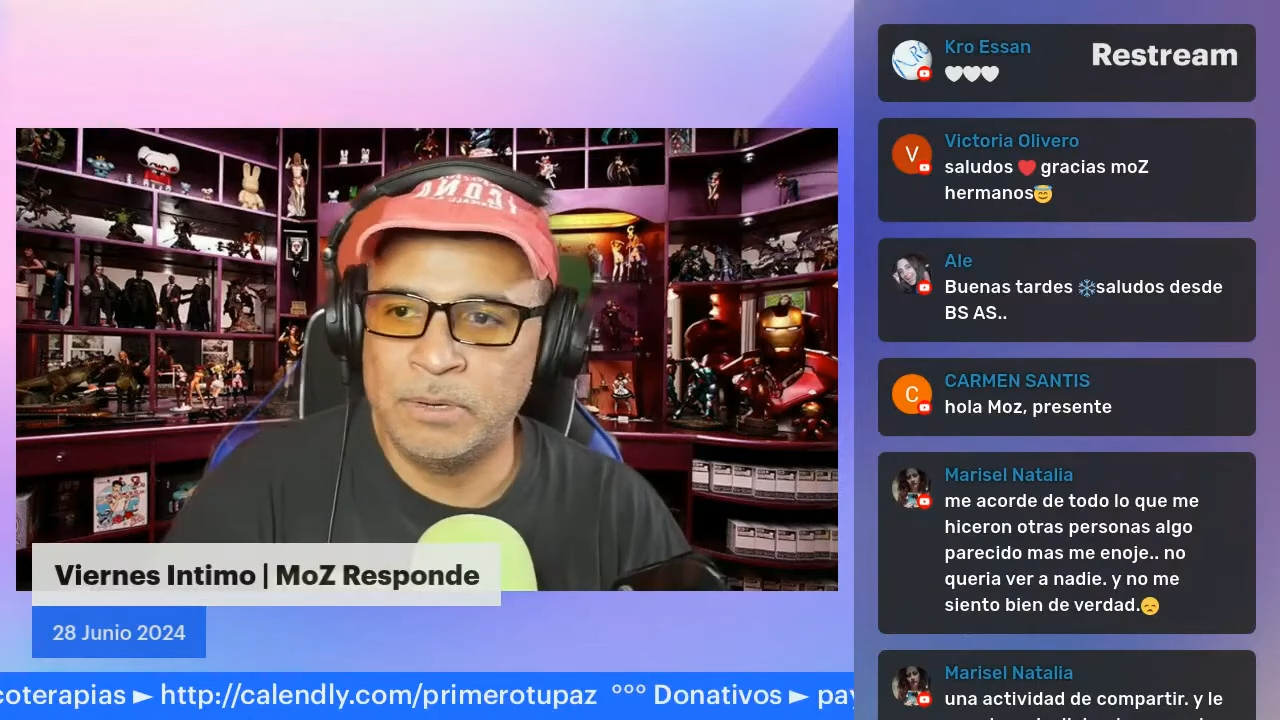 Kro Essan
🤍🤍🤍
Restream
Victoria Olivero
saludos ❤️ gracias moZ
hermanos😇
Ale
Buenas tardes ❄️saludos desde
BS AS..
CARMEN SANTIS
hola Moz, presente
Marisel Natalia
me acorde de todo lo que me
hiceron otras personas algo
parecido mas me enoje.. no
queria ver a nadie. y no me
siento bien de verdad.😞
Marisel Natalia
una actividad de compartir. y le
Viernes Intimo | MoZ Responde
28 Junio 2024
coterapias ► http://calendly.com/primerotupaz ººº Donativos ► pay